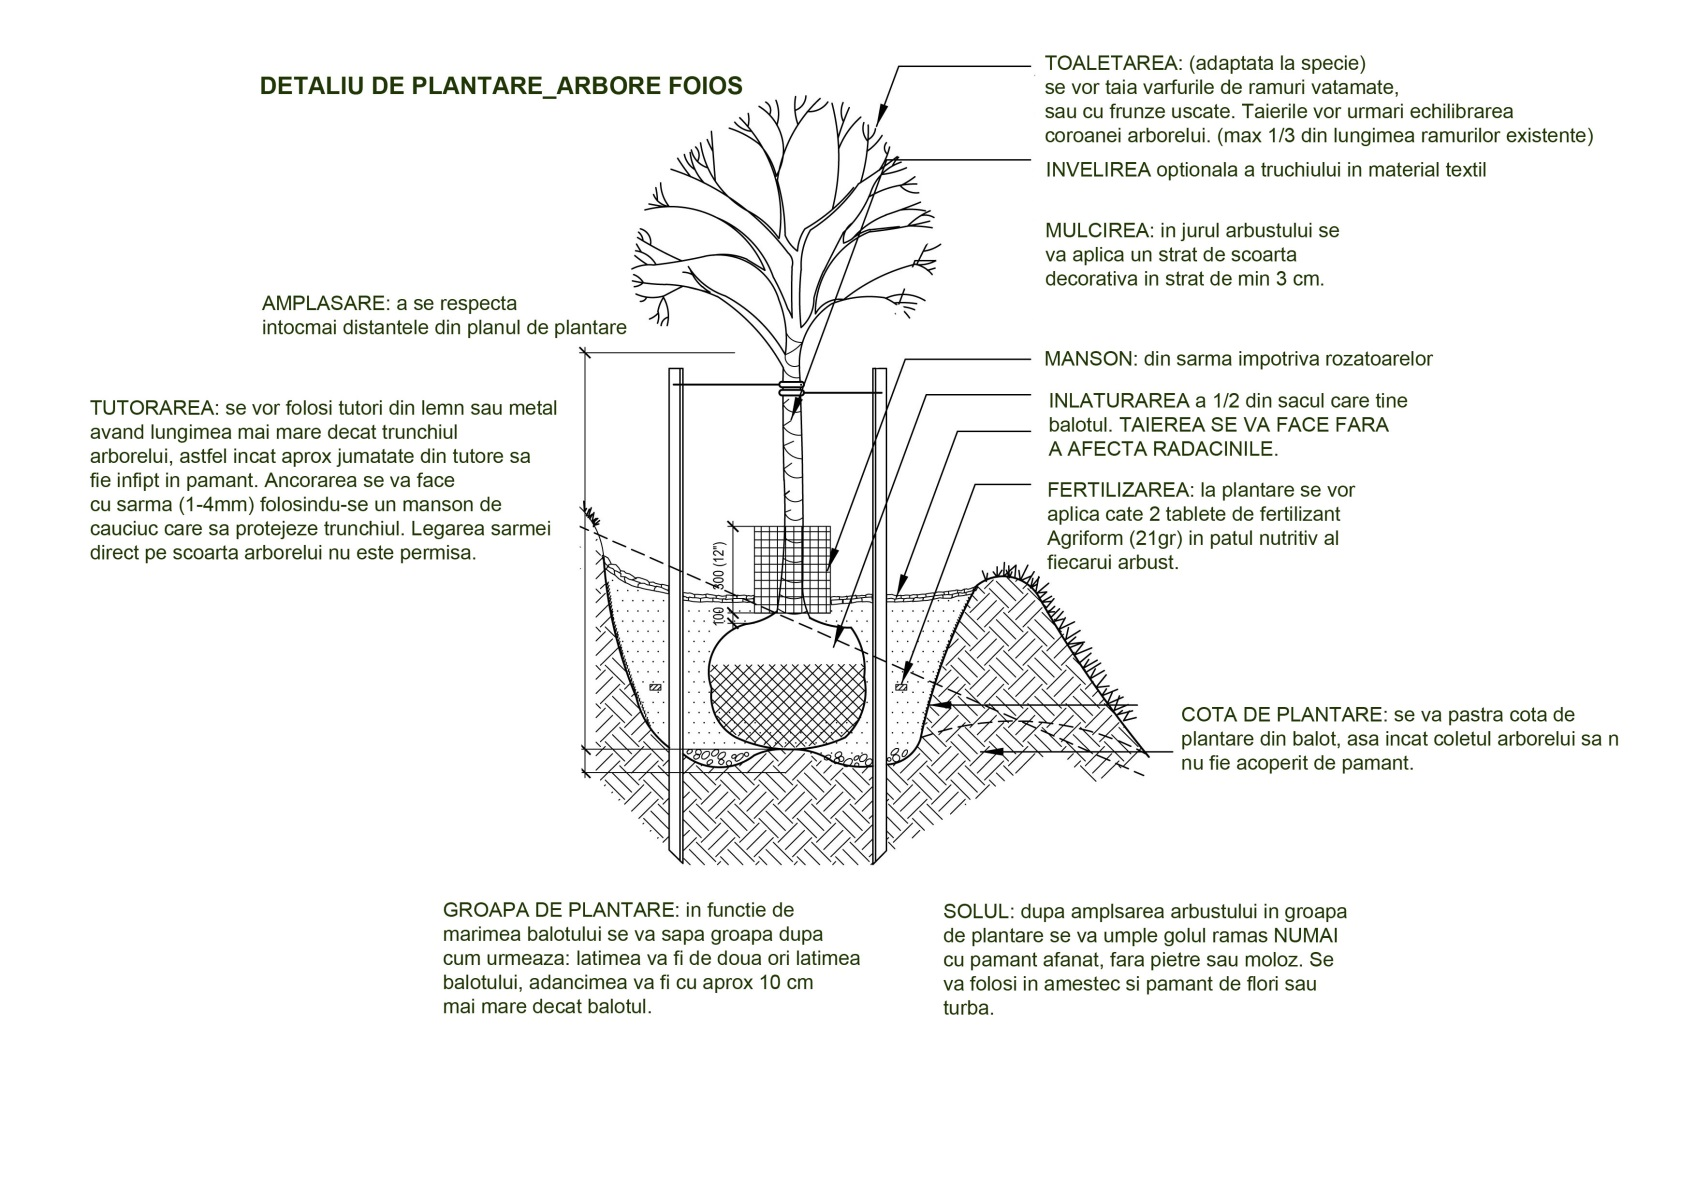 DETALIU DE PLANTARE_ARBORE FOIOS
TOALETAREA: (adaptata la specie)
se vor taia varfurile de ramuri vatamate,
sau cu frunze uscate. Taierile vor urmari echilibrarea
coroanei arborelui. (max 1/3 din lungimea ramurilor existente)
INVELIREA optionala a truchiului in material textil
MULCIREA: in jurul arbustului se
va aplica un strat de scoarta
decorativa in strat de min 3 cm.
AMPLASARE: a se respecta
intocmai distantele din planul de plantare
MANSON: din sarma impotriva rozatoarelor
TUTORAREA: se vor folosi tutori din lemn sau metal
avand lungimea mai mare decat trunchiul
arborelui, astfel incat aprox jumatate din tutore sa
fie infipt in pamant. Ancorarea se va face
cu sarma (1-4mm) folosindu-se un manson de
cauciuc care sa protejeze trunchiul. Legarea sarmei
direct pe scoarta arborelui nu este permisa.
INLATURAREA a 1/2 din sacul care tine
balotul. TAIEREA SE VA FACE FARA
A AFECTA RADACINILE.
FERTILIZAREA: la plantare se vor
aplica cate 2 tablete de fertilizant
Agriform (21gr) in patul nutritiv al
fiecarui arbust.
300 (12")
100
COTA DE PLANTARE: se va pastra cota de
plantare din balot, asa incat coletul arborelui sa n
nu fie acoperit de pamant.
GROAPA DE PLANTARE: in functie de
marimea balotului se va sapa groapa dupa
cum urmeaza: latimea va fi de doua ori latimea
balotului, adancimea va fi cu aprox 10 cm
mai mare decat balotul.
SOLUL: dupa amplsarea arbustului in groapa
de plantare se va umple golul ramas NUMAI
cu pamant afanat, fara pietre sau moloz. Se
va folosi in amestec si pamant de flori sau
turba.